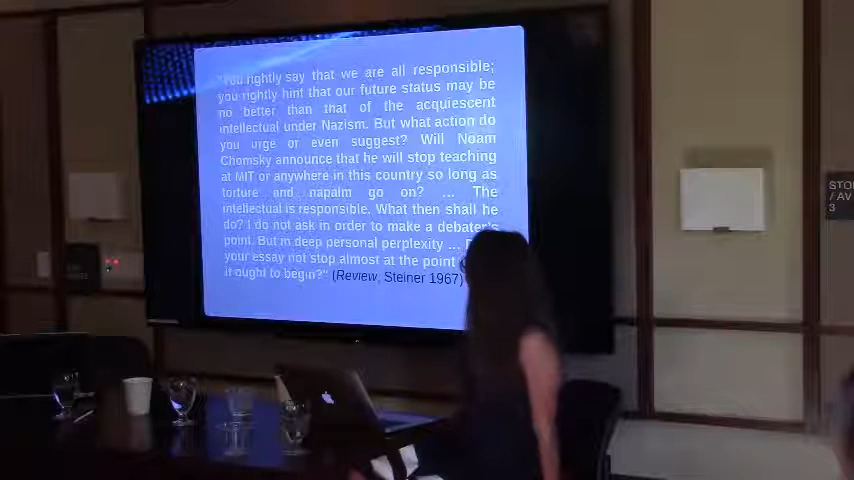 "You rightly say that we are all responsible;
you rightly hint that our future status may be
no better than that of the acquiescent
intellectual under Nazism. But what action do
you urge or even suggest? Will Noam
Chomsky announce that he will stop teaching
at MIT or anywhere in this country so long as
torture and napalm go on? ... The
intellectual is responsible. What then shall he
do? I do not ask in order to make a debater's
point. But in deep personal perplexity ...
your essay not stop almost at the point
it ought to begin?" (Review, Steiner 1967)
STO
/ AV
3